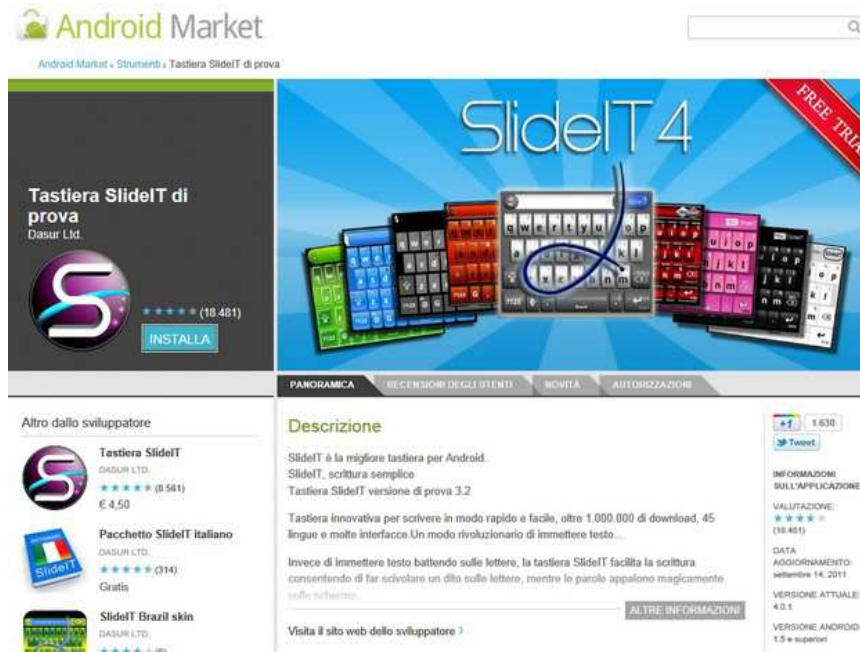 Android Market
Android Market › Strumenti › Tastiera SlideIT di prova
SlideIT 4
FREE TRIAL
Tastiera SlideIT di
prova
Dasur Ltd.
(18.481)
INSTALLA
PANORAMICA RECENSIONI DEGLI UTENTI NOVITÀ AUTORIZZAZIONI
Altro dallo sviluppatore
Tastiera SlideIT
DASUR LTD.
(8.561)
€ 4,50
Pacchetto SlideIT italiano
DASUR LTD.
(314)
Gratis
SlideIT Brazil skin
DASUR LTD.
Descrizione
SlideIT è la migliore tastiera per Android.
SlideIT, scrittura semplice
Tastiera SlideIT versione di prova 3.2
Tastiera innovativa per scrivere in modo rapido e facile, oltre 1.000.000 di download, 45
lingue e molte interfacce.Un modo rivoluzionario di immettere testo...
Invece di immettere testo battendo sulle lettere, la tastiera SlideIT facilita la scrittura
consentendo di far scivolare un dito sulle lettere, mentre le parole appaiono magicamente
sullo schermo.
ALTRE INFORMAZIONI
Visita il sito web dello sviluppatore ›
+1 1.630
Tweet
INFORMAZIONI
SULL'APPLICAZIONE
VALUTAZIONE:
(18.481)
DATA
AGGIORNAMENTO:
settembre 14, 2011
VERSIONE ATTUALE:
4.0.1
VERSIONE ANDROID:
1.5 e superiori